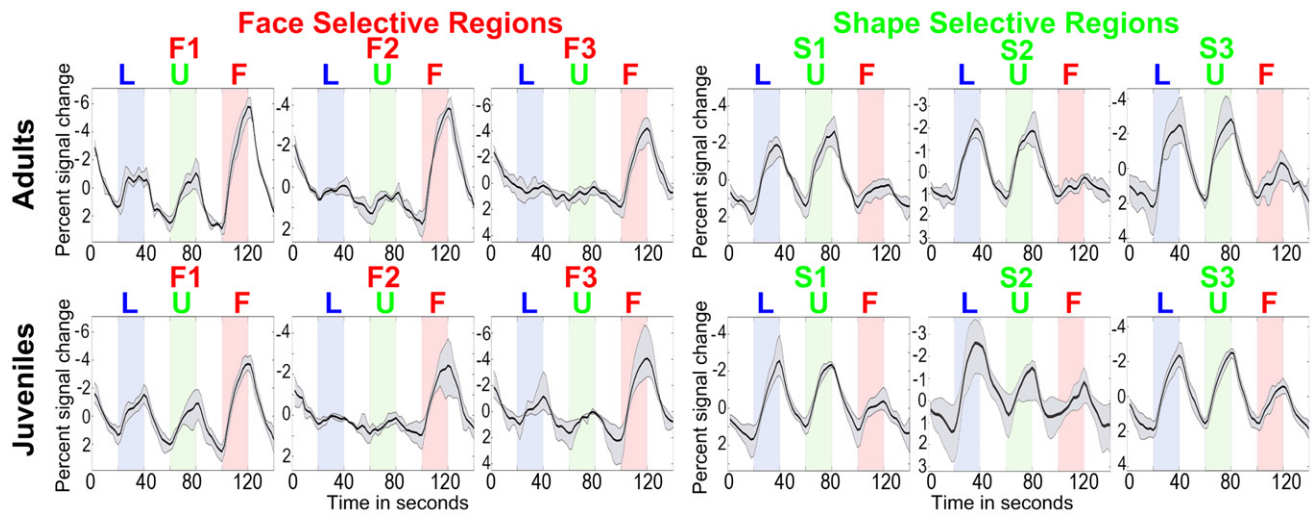 Face Selective Regions Shape Selective Regions
F1 F2 F3 S1 S2 S3
L U F L U F L U F L U F L U F L U F
Adults
Percent signal change
-6 -4 -2 0 2
-4 -2 0 2
-6 -4 -2 0 2 4
Percent signal change
-4 -2 0 2
-3 -2 -1 0 1 2 3
-4 -2 0 2 4
0 40 80 120 0 40 80 120 0 40 80 120 0 40 80 120 0 40 80 120 0 40 80 120
F1 F2 F3 S1 S2 S3
L U F L U F L U F L U F L U F L U F
Juveniles
Percent signal change
-6 -4 -2 0 2
-4 -2 0 2
-6 -4 -2 0 2 4
Percent signal change
-4 -2 0 2
-3 -2 -1 0 1 2 3
-4 -2 0 2 4
0 40 80 120 0 40 80 120 0 40 80 120 0 40 80 120 0 40 80 120 0 40 80 120
Time in seconds Time in seconds